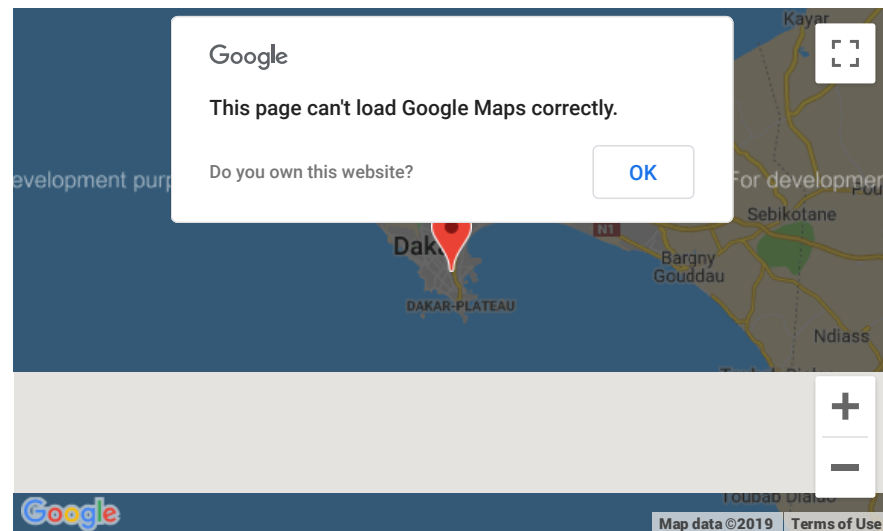 Kayar
Google
This page can't load Google Maps correctly.
Do you own this website?
OK
evelopment purp
For developmen
Sebikotane
N1
Dak
Bargny
Gouddau
DAKAR-PLATEAU
Ndiass
Toubab Dialao
Google
Map data ©2019
Terms of Use